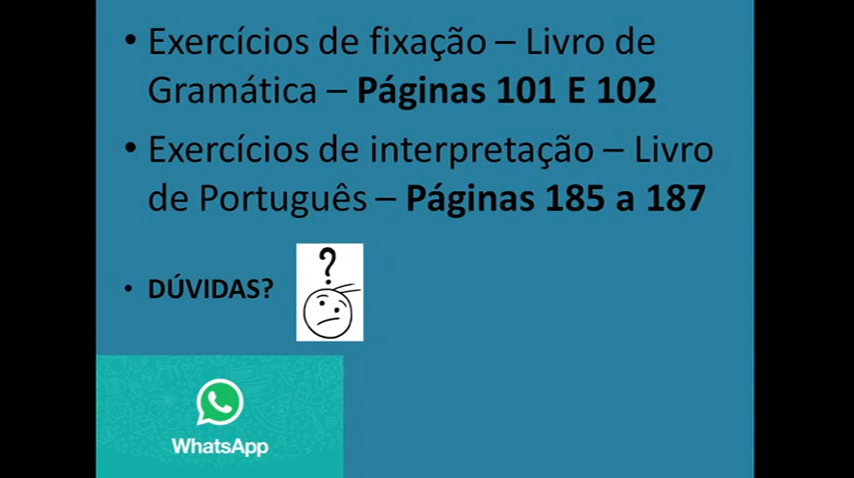 • Exercícios de fixação – Livro de
Gramática – Páginas 101 E 102
• Exercícios de interpretação – Livro
de Português – Páginas 185 a 187
• DÚVIDAS?
?
WhatsApp